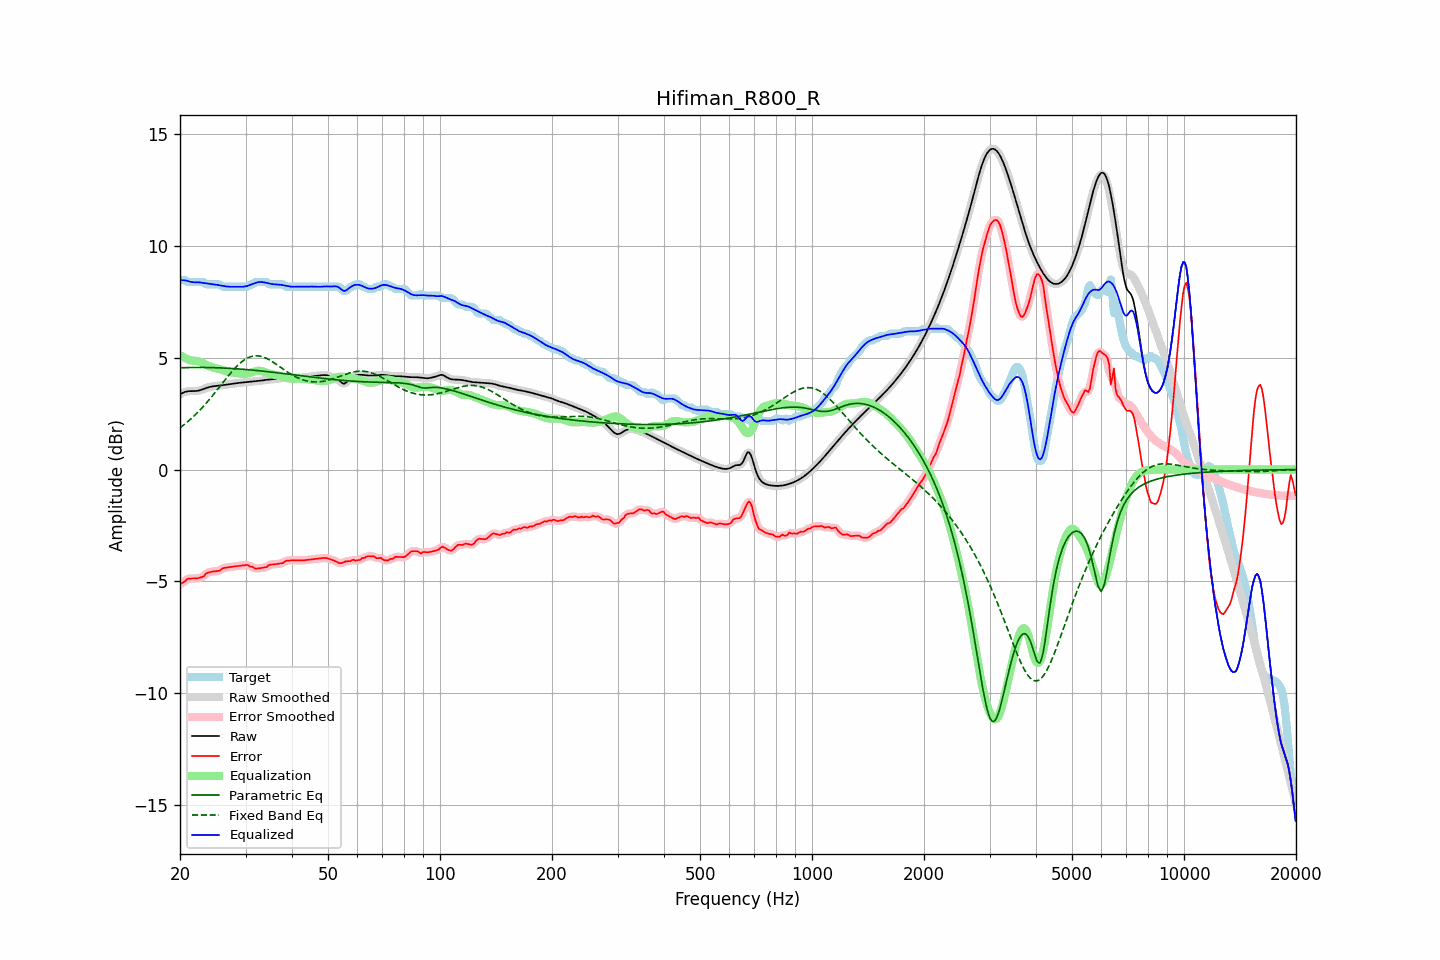 Hifiman_R800_R
Amplitude (dBr)
15
10
5
0
−5
−10
−15
Target
Raw Smoothed
Error Smoothed
Raw
Error
Equalization
Parametric Eq
Fixed Band Eq
Equalized
20 50 100 200 500 1000 2000 5000 10000 20000
Frequency (Hz)